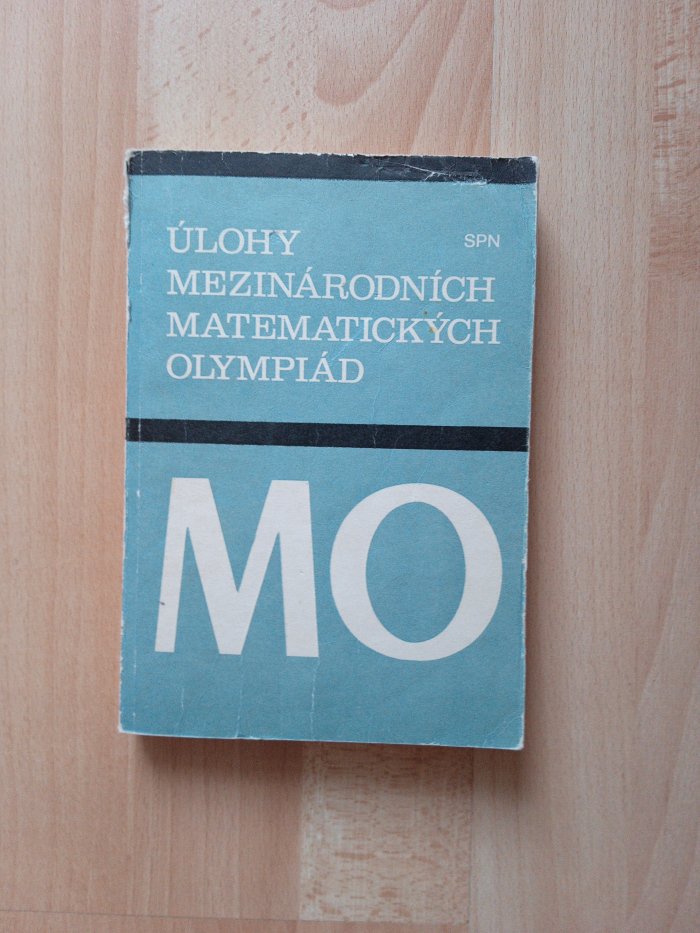 ÚLOHY
SPN
MEZINÁRODNÍCH
MATEMATICKÝCH
OLYMPIÁD
MO